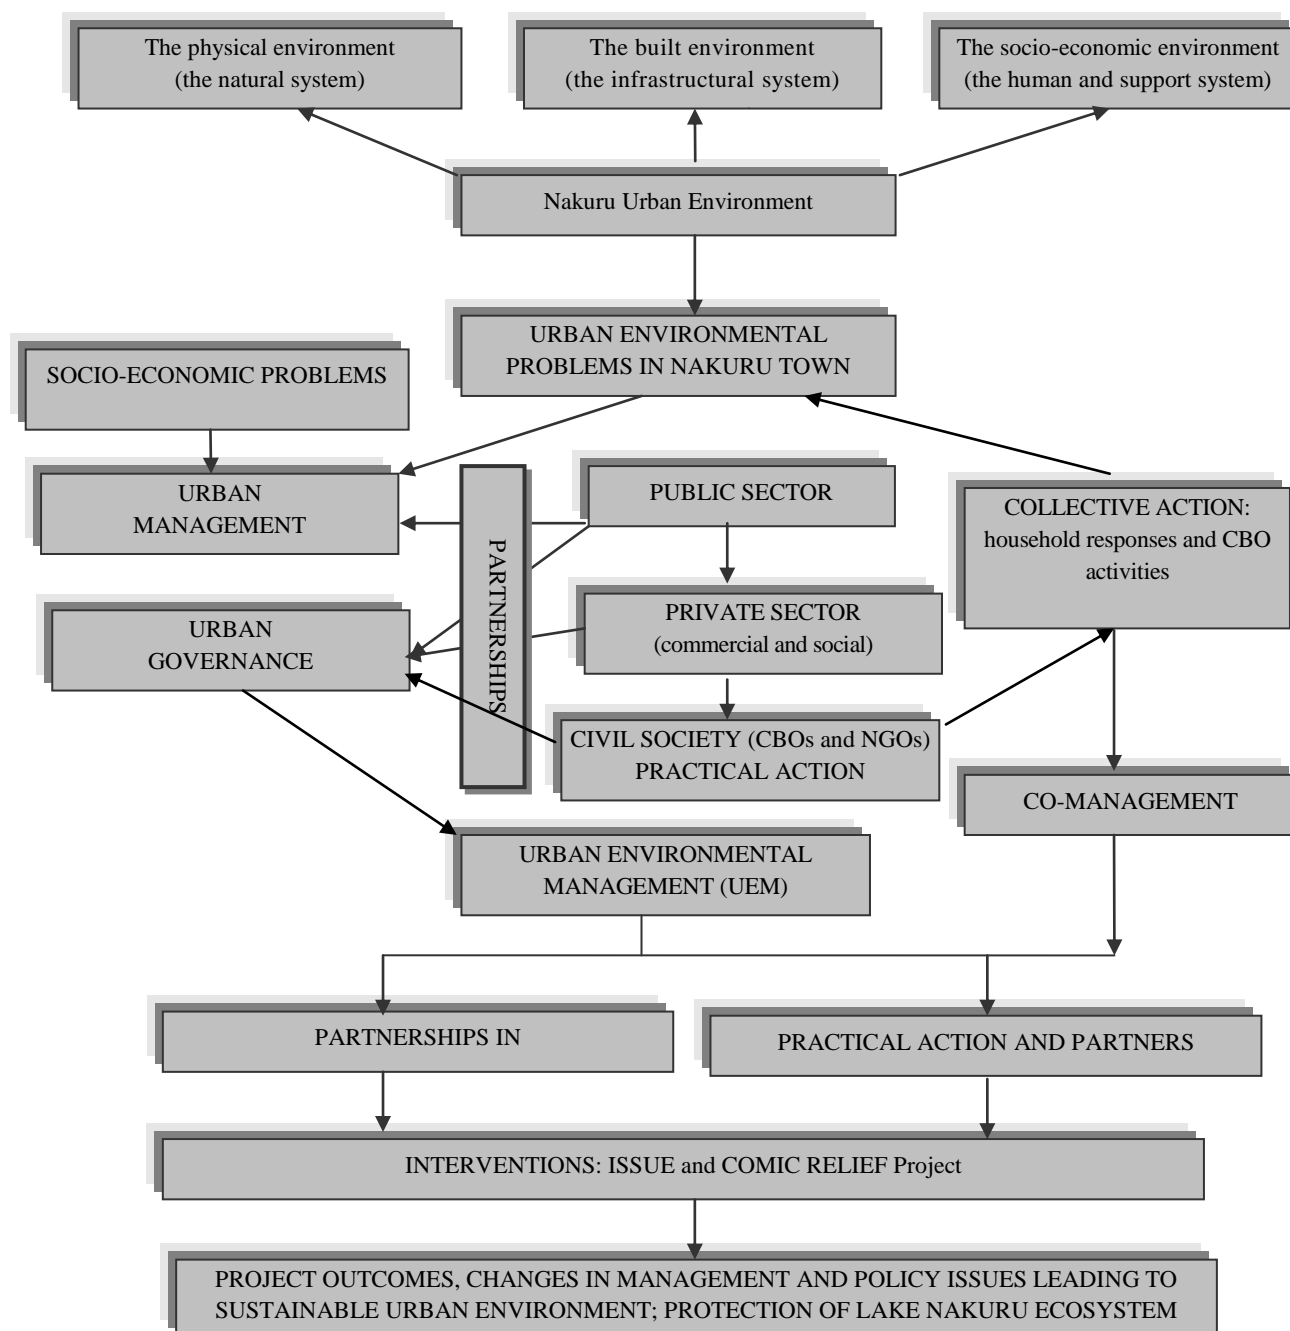 The physical environment
(the natural system)
The built environment
(the infrastructural system)
The socio-economic environment
(the human and support system)
Nakuru Urban Environment
URBAN ENVIRONMENTAL
PROBLEMS IN NAKURU TOWN
SOCIO-ECONOMIC PROBLEMS
URBAN
MANAGEMENT
PARTNERSHIPS
PUBLIC SECTOR
COLLECTIVE ACTION:
household responses and CBO
activities
URBAN
GOVERNANCE
PRIVATE SECTOR
(commercial and social)
CIVIL SOCIETY (CBOs and NGOs)
PRACTICAL ACTION
CO-MANAGEMENT
URBAN ENVIRONMENTAL
MANAGEMENT (UEM)
PARTNERSHIPS IN
PRACTICAL ACTION AND PARTNERS
INTERVENTIONS: ISSUE and COMIC RELIEF Project
PROJECT OUTCOMES, CHANGES IN MANAGEMENT AND POLICY ISSUES LEADING TO
SUSTAINABLE URBAN ENVIRONMENT; PROTECTION OF LAKE NAKURU ECOSYSTEM